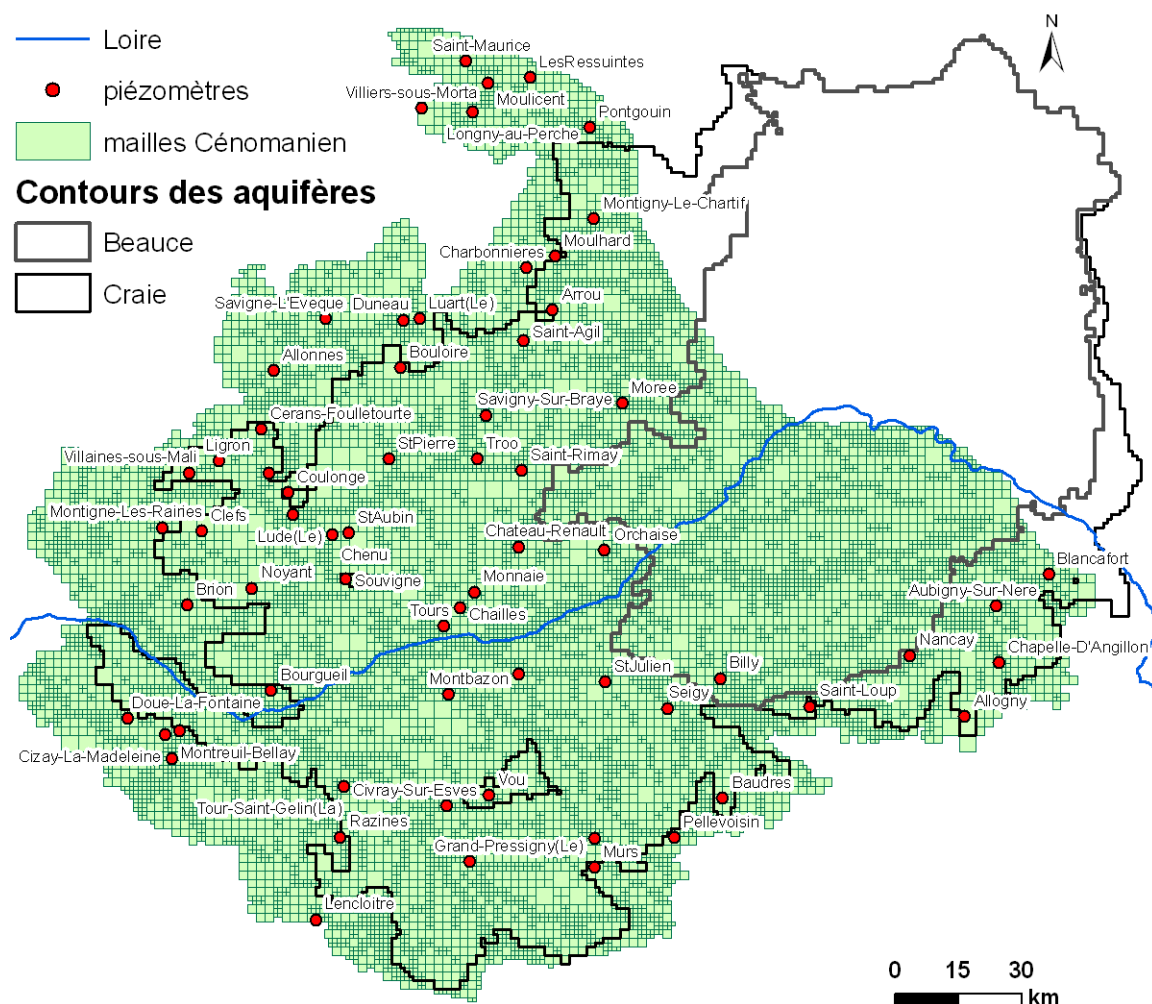 N
Loire
piézomètres
mailles Cénomanien
Contours des aquifères
Beauce
Craie
Saint-Maurice
LesRessuintes
Villiers-sous-Morta
Moulicent
Pontgouin
Longny-au-Perche
Montigny-Le-Chartif
Moulhard
Charbonnieres
Savigne-L'Eveque
Duneau
Luart(Le)
Arrou
Saint-Agil
Allonnes
Bouloire
Savigny-Sur-Braye
Moree
Cerans-Foulletourte
Ligron
StPierre
Troo
Saint-Rimay
Villaines-sous-Mali
Coulonge
Montigne-Les-Raines
Clefs
Lude(Le)
StAubin
Chateau-Renault
Orchaise
Chenu
Souvigne
Noyant
Monnaie
Brion
Tours
Chailles
Blancafort
Aubigny-Sur-Nere
Nancay
Chapelle-D'Angillon
Bourgueil
Montbazon
StJulien
Billy
Seigy
Saint-Loup
Allogny
Doue-La-Fontaine
Cizay-La-Madeleine
Montreuil-Bellay
Tour-Saint-Gelin(La)
Civray-Sur-Esves
Vou
Baudres
Razines
Grand-Pressigny(Le)
Murs
Pellevoisin
Lencloitre
0 15 30
km